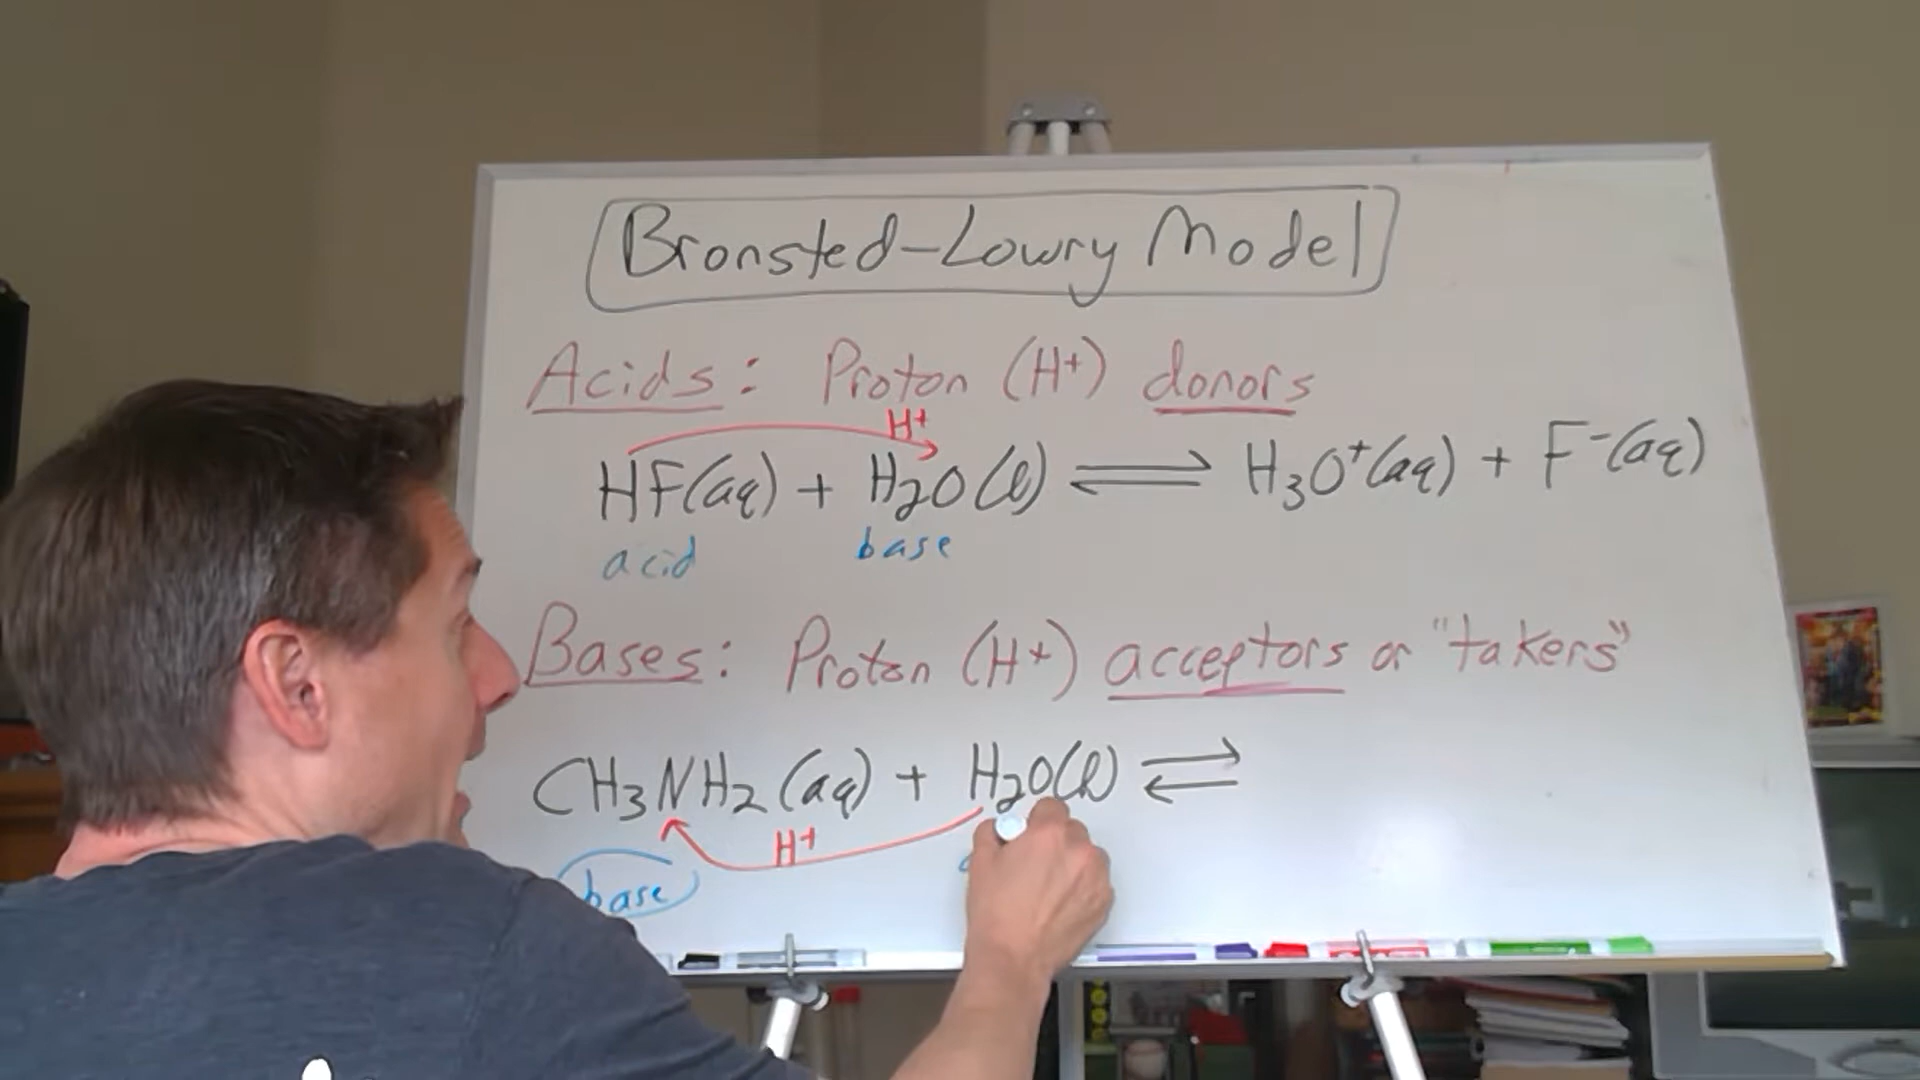 Bronsted-Lowry Model
Acids: Proton (H+) donors
H+
HF(aq) + H₂O(l) ⇌ H₃O⁺(aq) + F⁻(aq)
acid base
Bases: Proton (H+) acceptors or "takers"
CH₃NH₂(aq) + H₂O(l) ⇌
H+
base